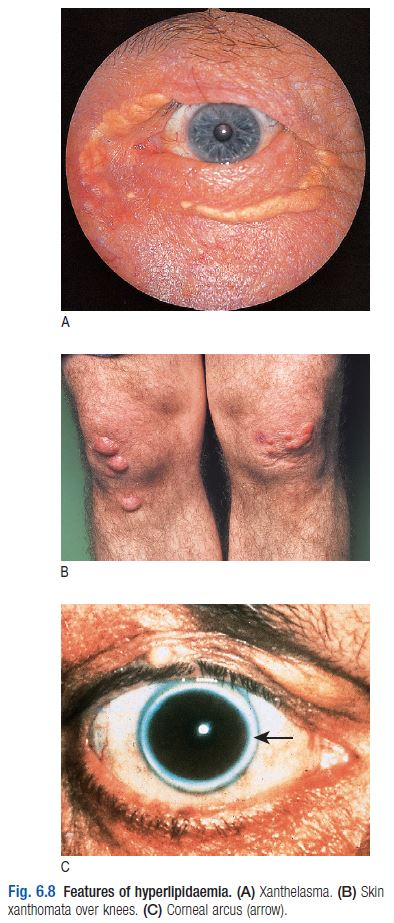 A
B
C
Fig. 6.8 Features of hyperlipidaemia. (A) Xanthelasma. (B) Skin
xanthomata over knees. (C) Corneal arcus (arrow).